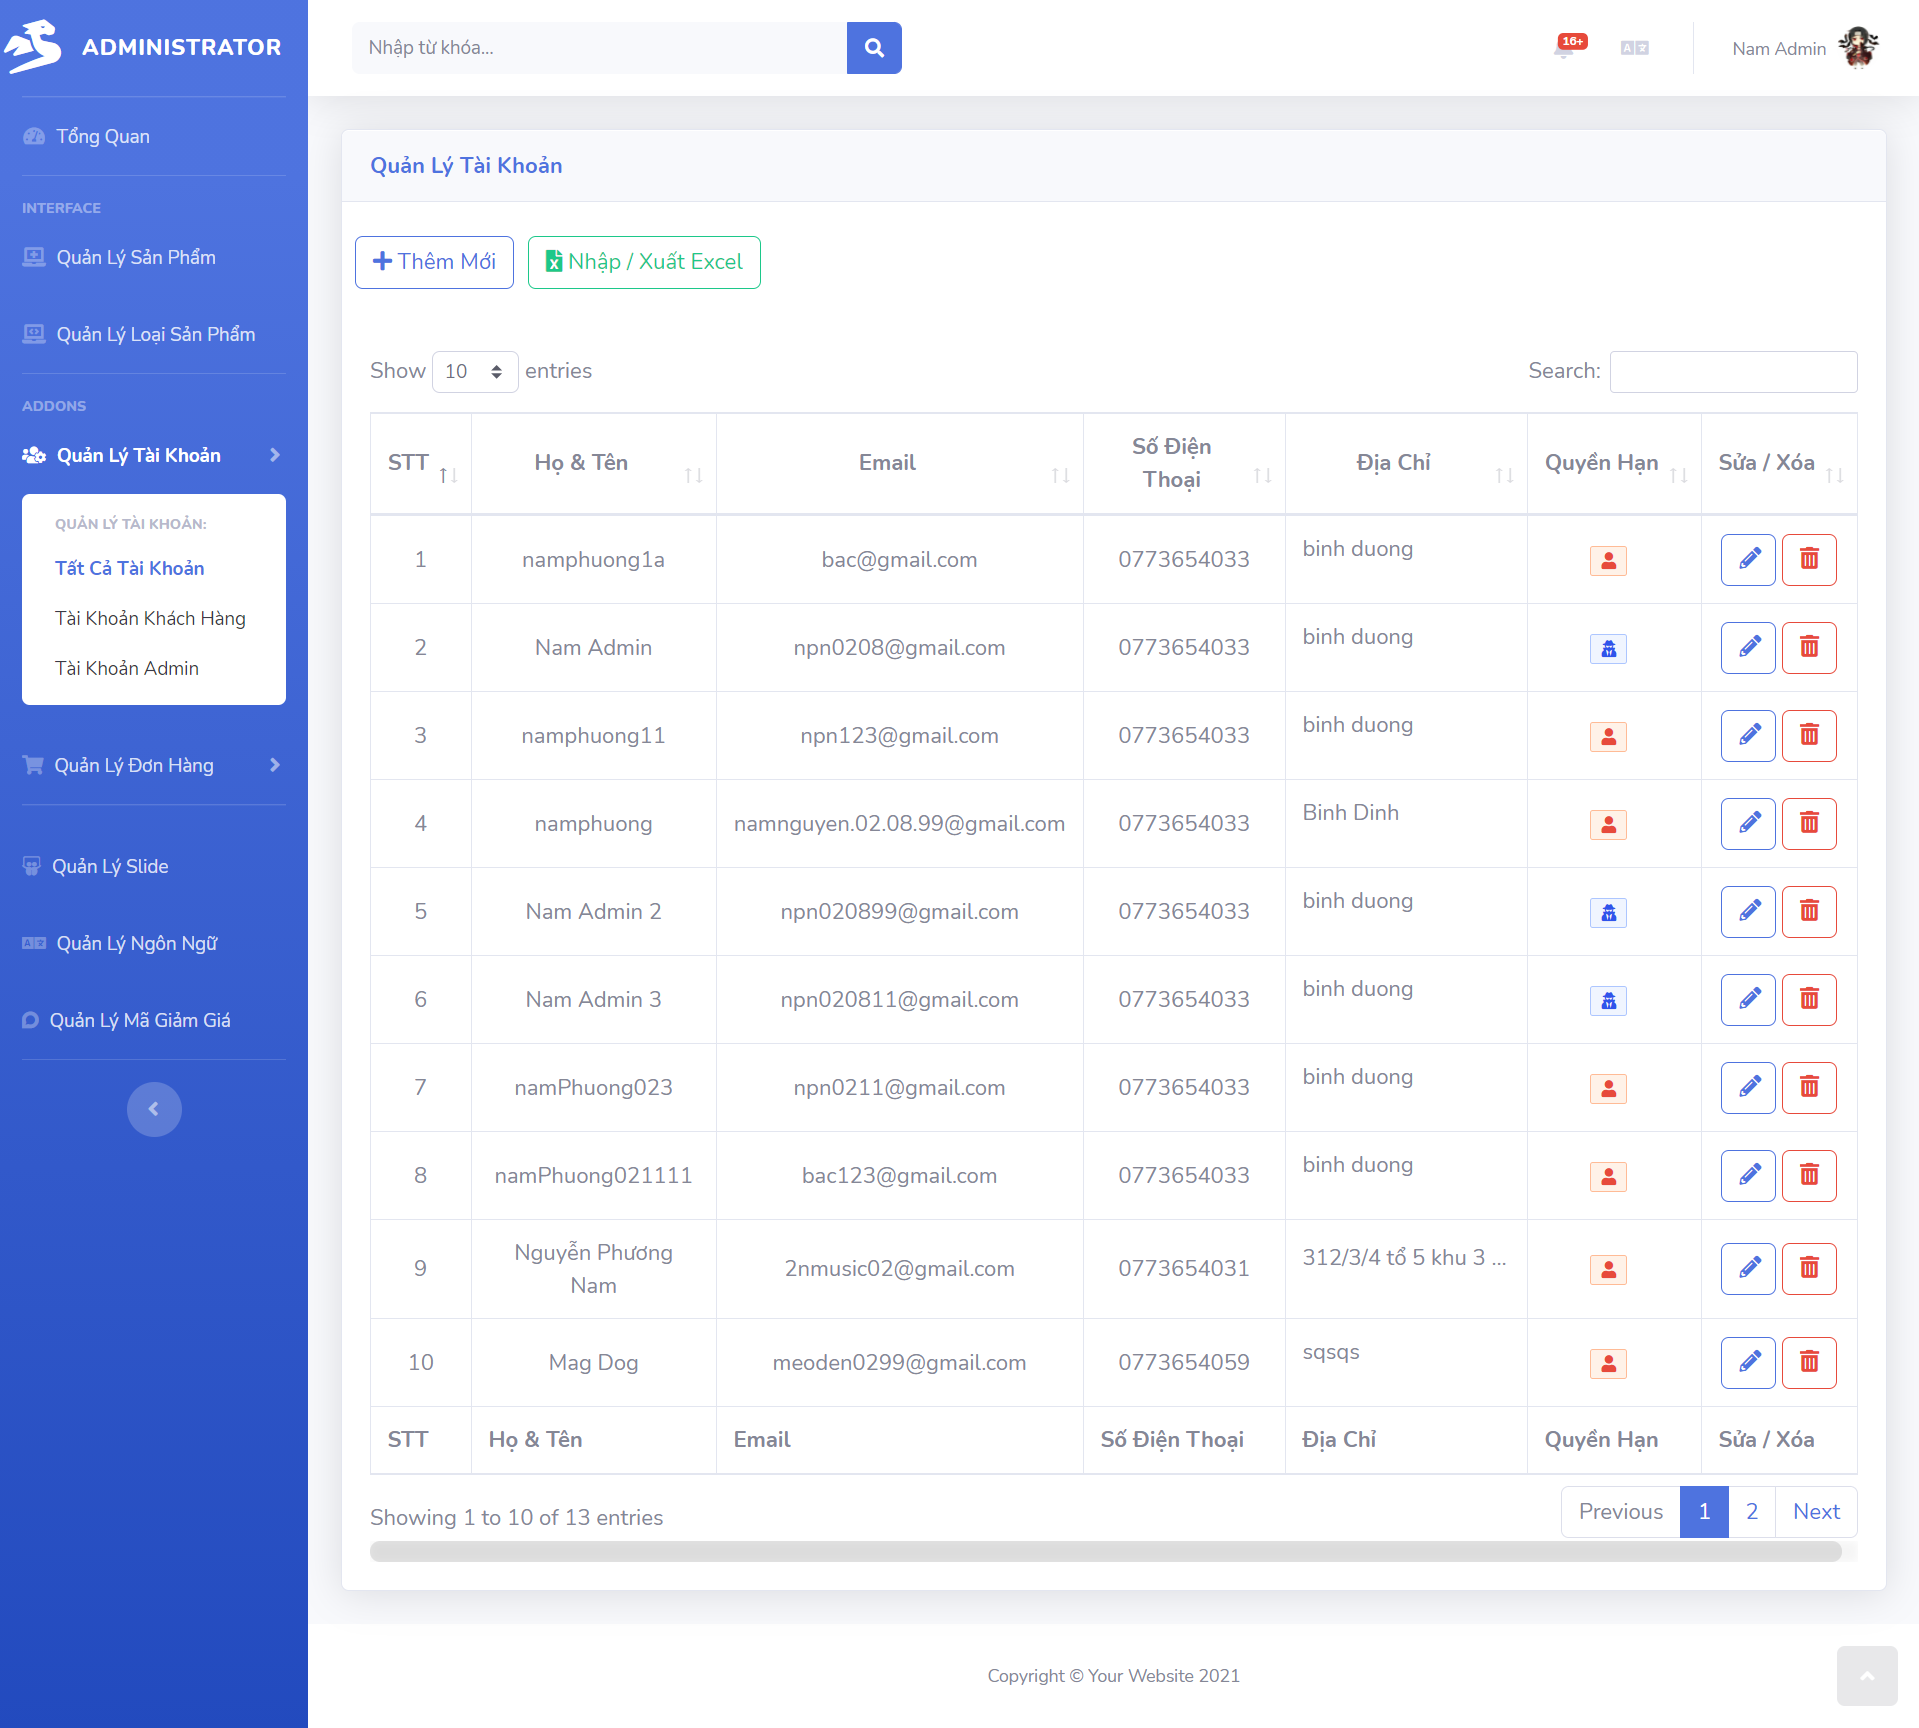 ADMINISTRATOR
Nhập từ khóa...
16+
Nam Admin
Tổng Quan
INTERFACE
Quản Lý Sản Phẩm
Quản Lý Loại Sản Phẩm
ADDONS
Quản Lý Tài Khoản
QUẢN LÝ TÀI KHOẢN:
Tất Cả Tài Khoản
Tài Khoản Khách Hàng
Tài Khoản Admin
Quản Lý Đơn Hàng
Quản Lý Slide
Quản Lý Ngôn Ngữ
Quản Lý Mã Giảm Giá
Quản Lý Tài Khoản
Thêm Mới Nhập / Xuất Excel
Show 10 entries Search:
STT Họ & Tên Email Số Điện Thoại Địa Chỉ Quyền Hạn Sửa / Xóa
1 namphuong1a bac@gmail.com 0773654033 binh duong
2 Nam Admin npn0208@gmail.com 0773654033 binh duong
3 namphuong11 npn123@gmail.com 0773654033 binh duong
4 namphuong namnguyen.02.08.99@gmail.com 0773654033 Binh Dinh
5 Nam Admin 2 npn020899@gmail.com 0773654033 binh duong
6 Nam Admin 3 npn020811@gmail.com 0773654033 binh duong
7 namPhuong023 npn0211@gmail.com 0773654033 binh duong
8 namPhuong021111 bac123@gmail.com 0773654033 binh duong
9 Nguyễn Phương Nam 2nmusic02@gmail.com 0773654031 312/3/4 tổ 5 khu 3 ...
10 Mag Dog meoden0299@gmail.com 0773654059 sqsqs
STT Họ & Tên Email Số Điện Thoại Địa Chỉ Quyền Hạn Sửa / Xóa
Showing 1 to 10 of 13 entries
Previous 1 2 Next
Copyright © Your Website 2021